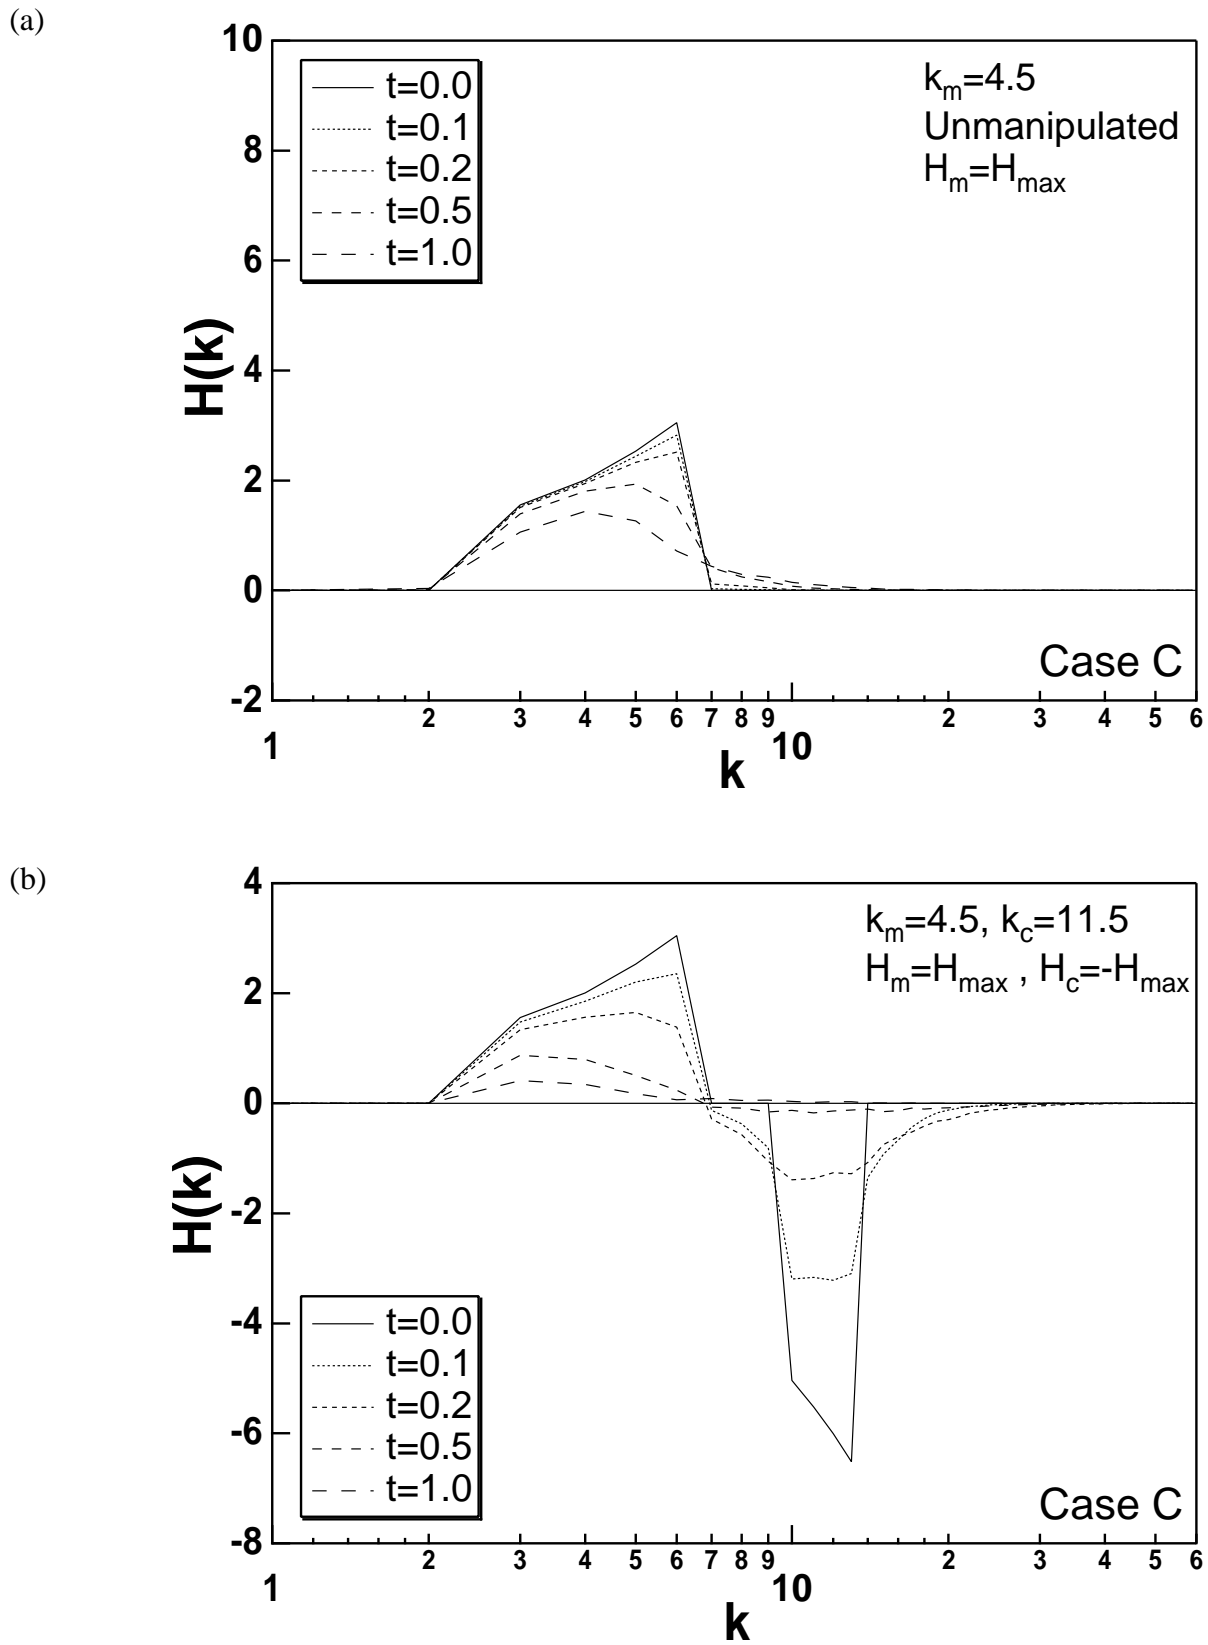 (a)
10
8
6
4
2
0
-2
H(k)
t=0.0
t=0.1
t=0.2
t=0.5
t=1.0
k_m=4.5
Unmanipulated
H_m=H_max
Case C
2 3 4 5 6 7 8 9 2 3 4 5 6
1 10
k
(b)
4
2
0
-2
-4
-6
-8
H(k)
k_m=4.5, k_c=11.5
H_m=H_max , H_c=-H_max
t=0.0
t=0.1
t=0.2
t=0.5
t=1.0
Case C
2 3 4 5 6 7 8 9 2 3 4 5 6
1 10
k